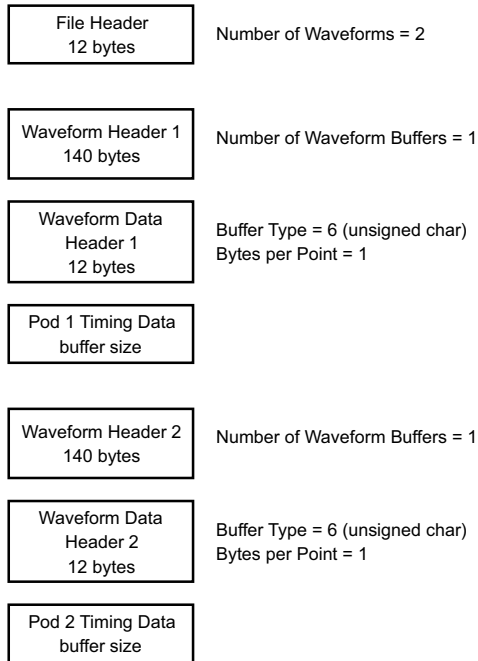 File Header
12 bytes
Number of Waveforms = 2
Waveform Header 1
140 bytes
Number of Waveform Buffers = 1
Waveform Data
Header 1
12 bytes
Buffer Type = 6 (unsigned char)
Bytes per Point = 1
Pod 1 Timing Data
buffer size
Waveform Header 2
140 bytes
Number of Waveform Buffers = 1
Waveform Data
Header 2
12 bytes
Buffer Type = 6 (unsigned char)
Bytes per Point = 1
Pod 2 Timing Data
buffer size